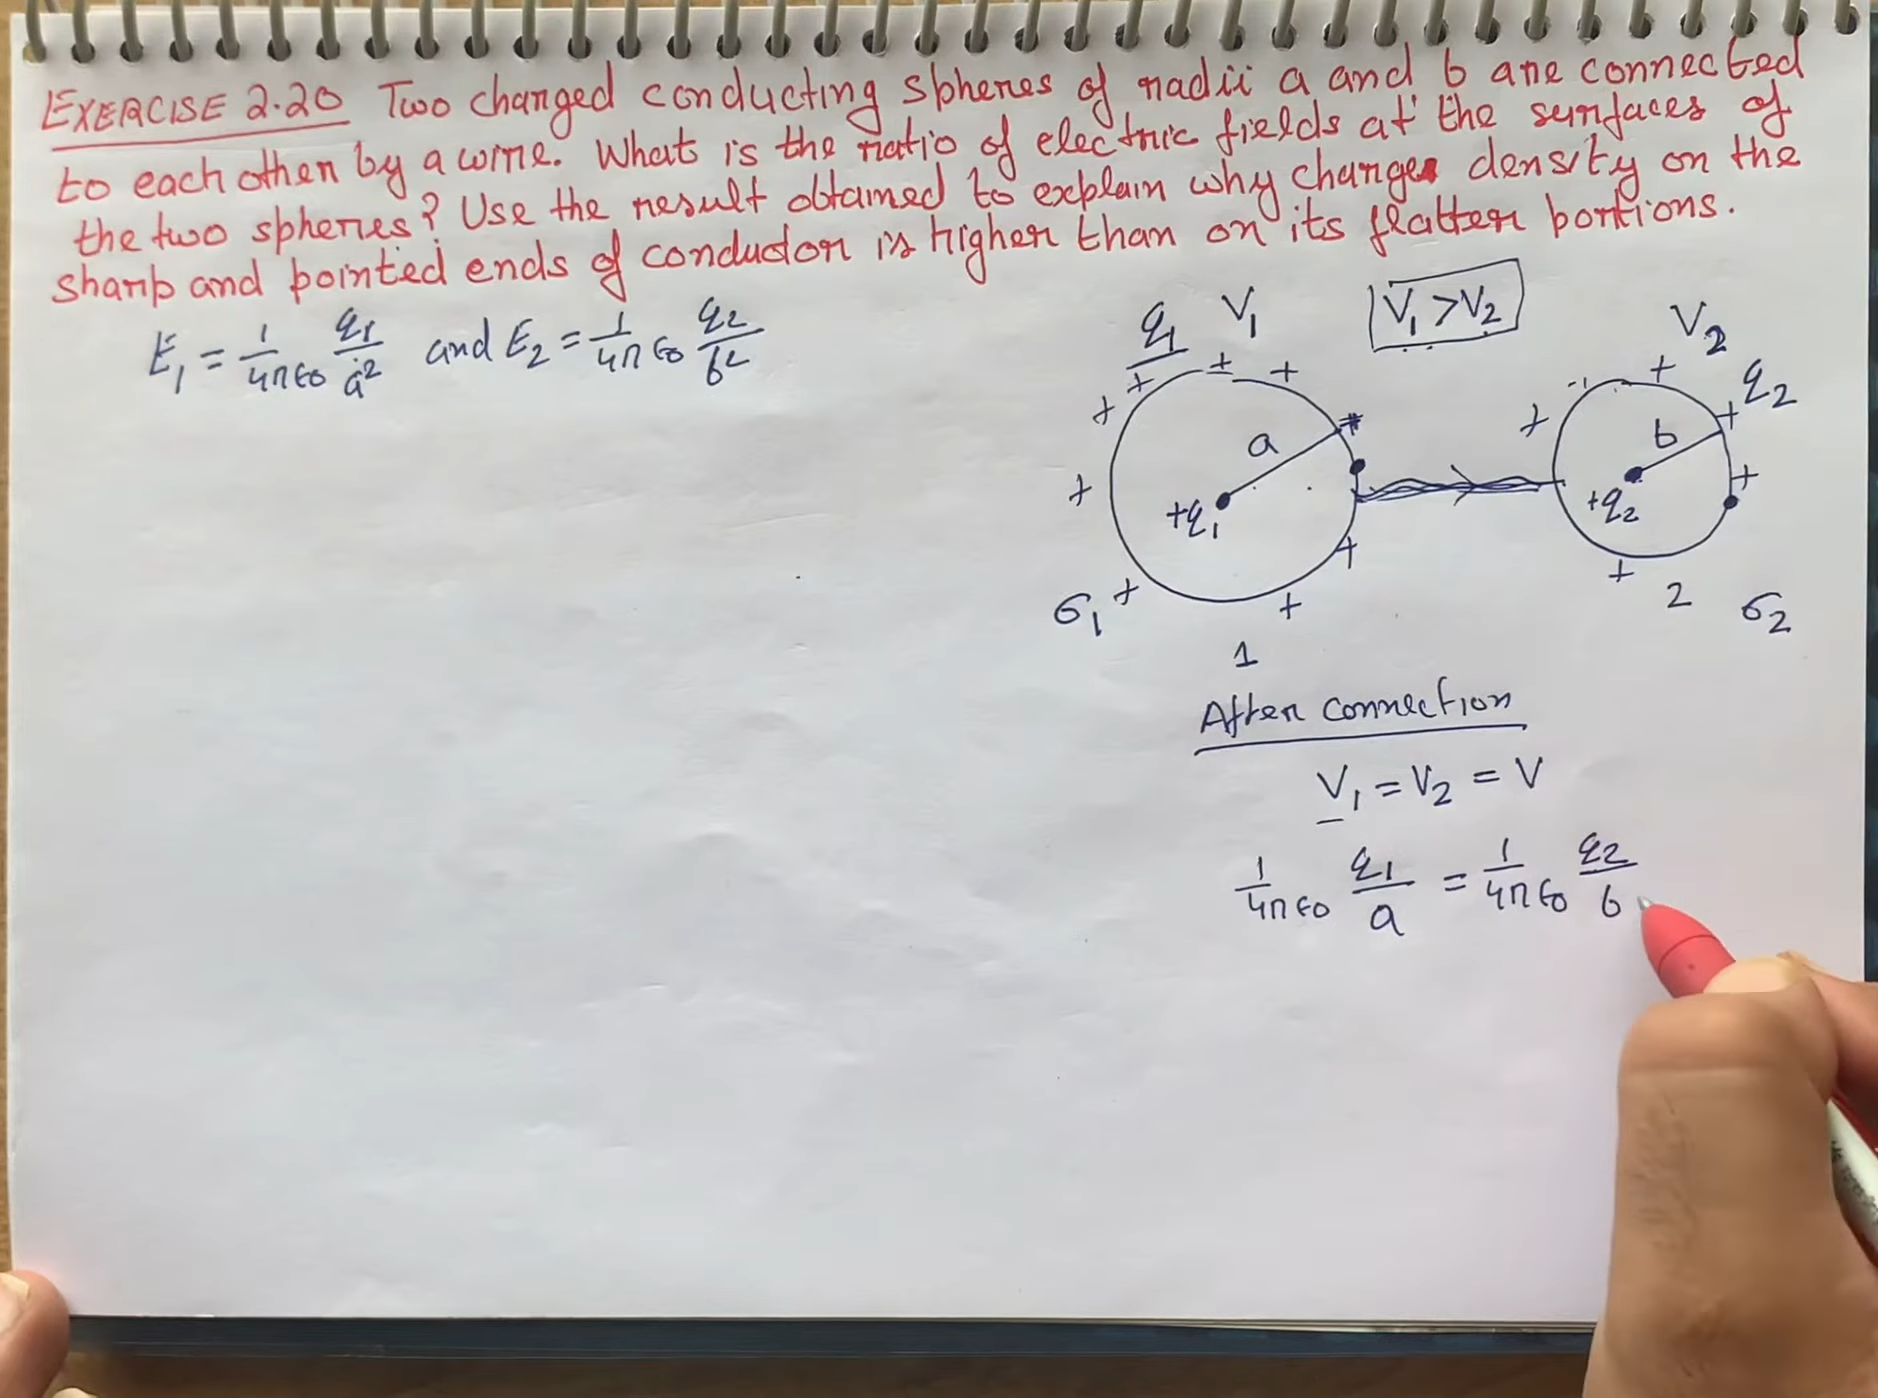 EXERCISE 2.20 Two charged conducting spheres of radii a and b are connected
to each other by a wire. What is the ratio of electric fields at the surfaces of
the two spheres? Use the result obtained to explain why charge density on the
sharp and pointed ends of conductor is higher than on its flatter portions.
E₁ = 1/4πε₀ q₁/a² and E₂ = 1/4πε₀ q₂/b²
q₁ V₁ V₁ > V₂ V₂
q₂
a b
+q₁ +q₂
σ₁ 2 σ₂
1
After connection
V₁ = V₂ = V
1/4πε₀ q₁/a = 1/4πε₀ q₂/b